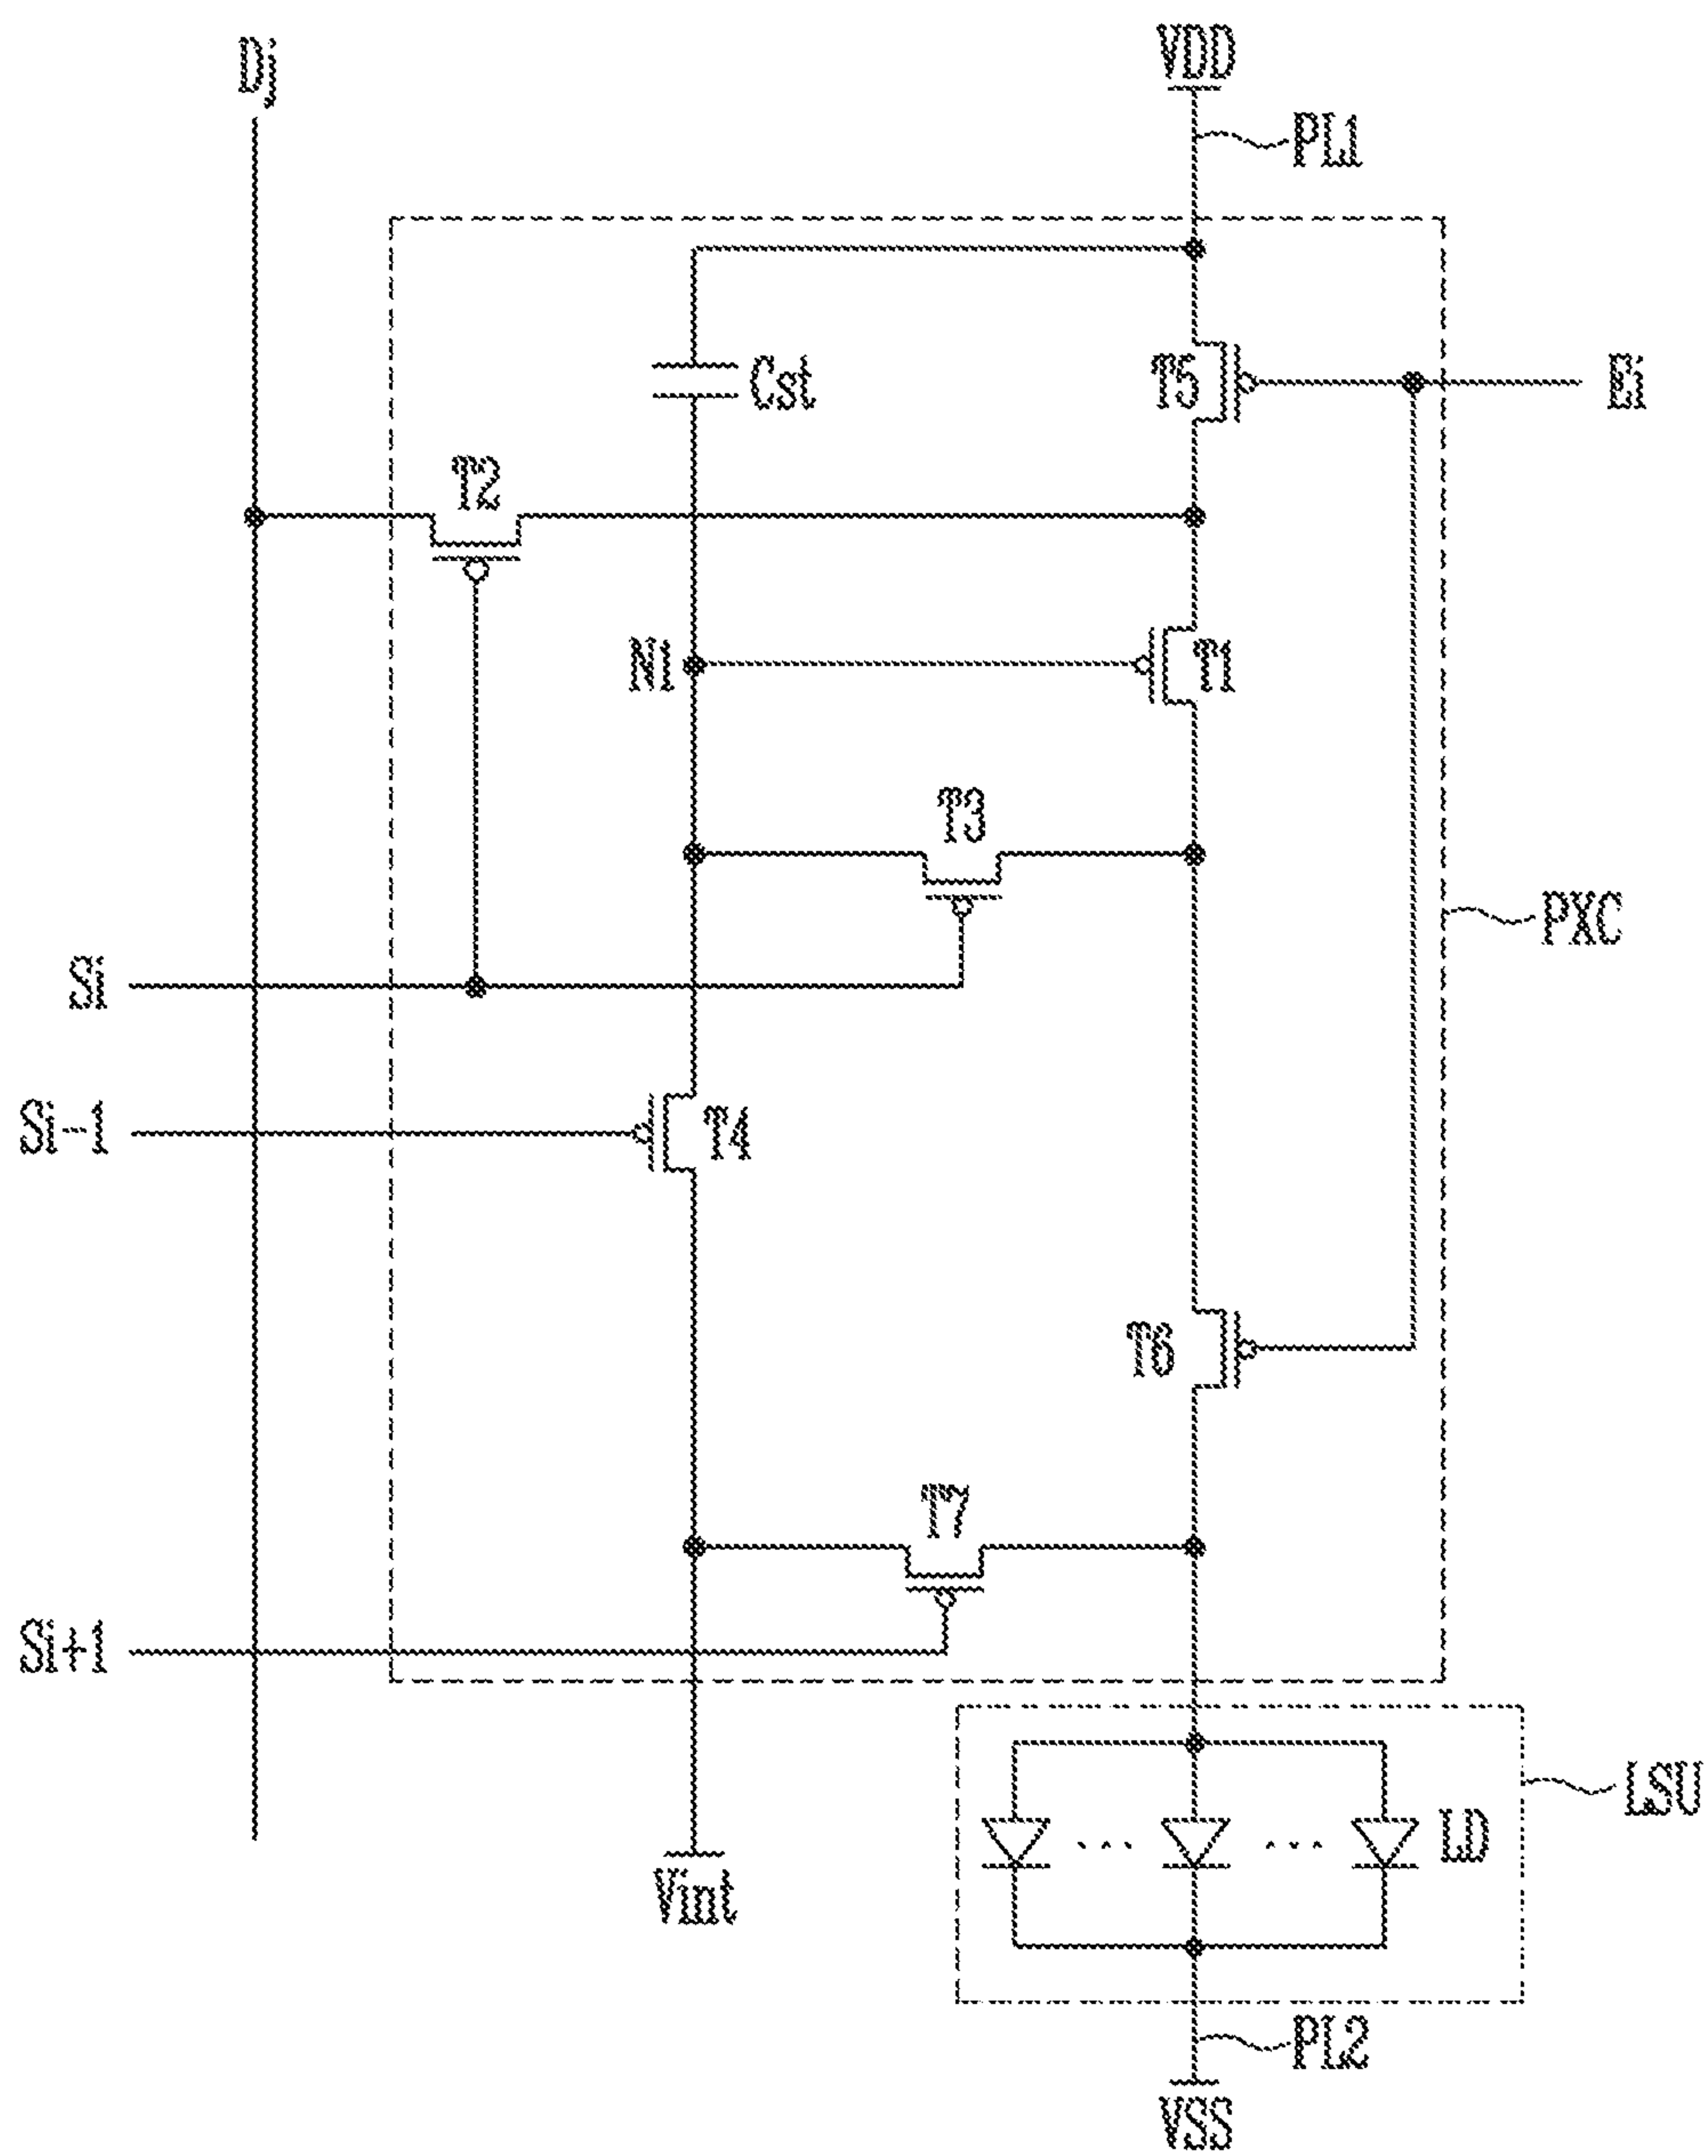 Dj
VDD
PL1
Cst
T5
Ei
T2
N1
T1
T3
PXC
Si
Si-1
T4
T6
T7
Si+1
LSU
LD
Vint
PL2
VSS